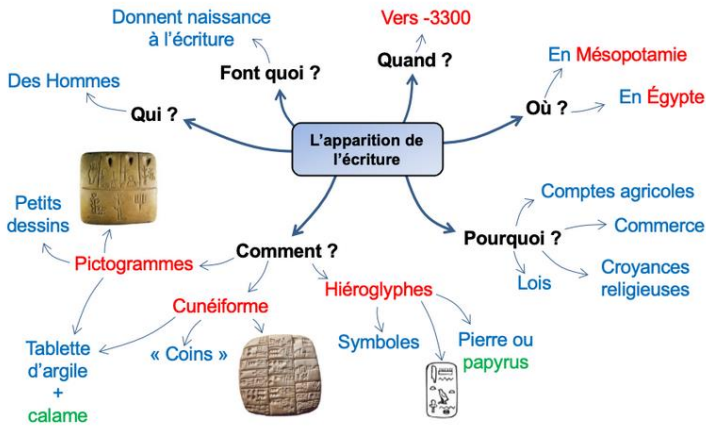 Donnent naissance
à l'écriture
Vers -3300
En Mésopotamie
Des Hommes
Font quoi ?
Quand ?
Qui ?
Où ?
En Égypte
L'apparition de
l'écriture
Petits
dessins
Comptes agricoles
Commerce
Comment ?
Pourquoi ?
Pictogrammes
Croyances
religieuses
Lois
Hiéroglyphes
Cunéiforme
Tablette
d'argile
+
calame
« Coins »
Symboles
Pierre ou
papyrus